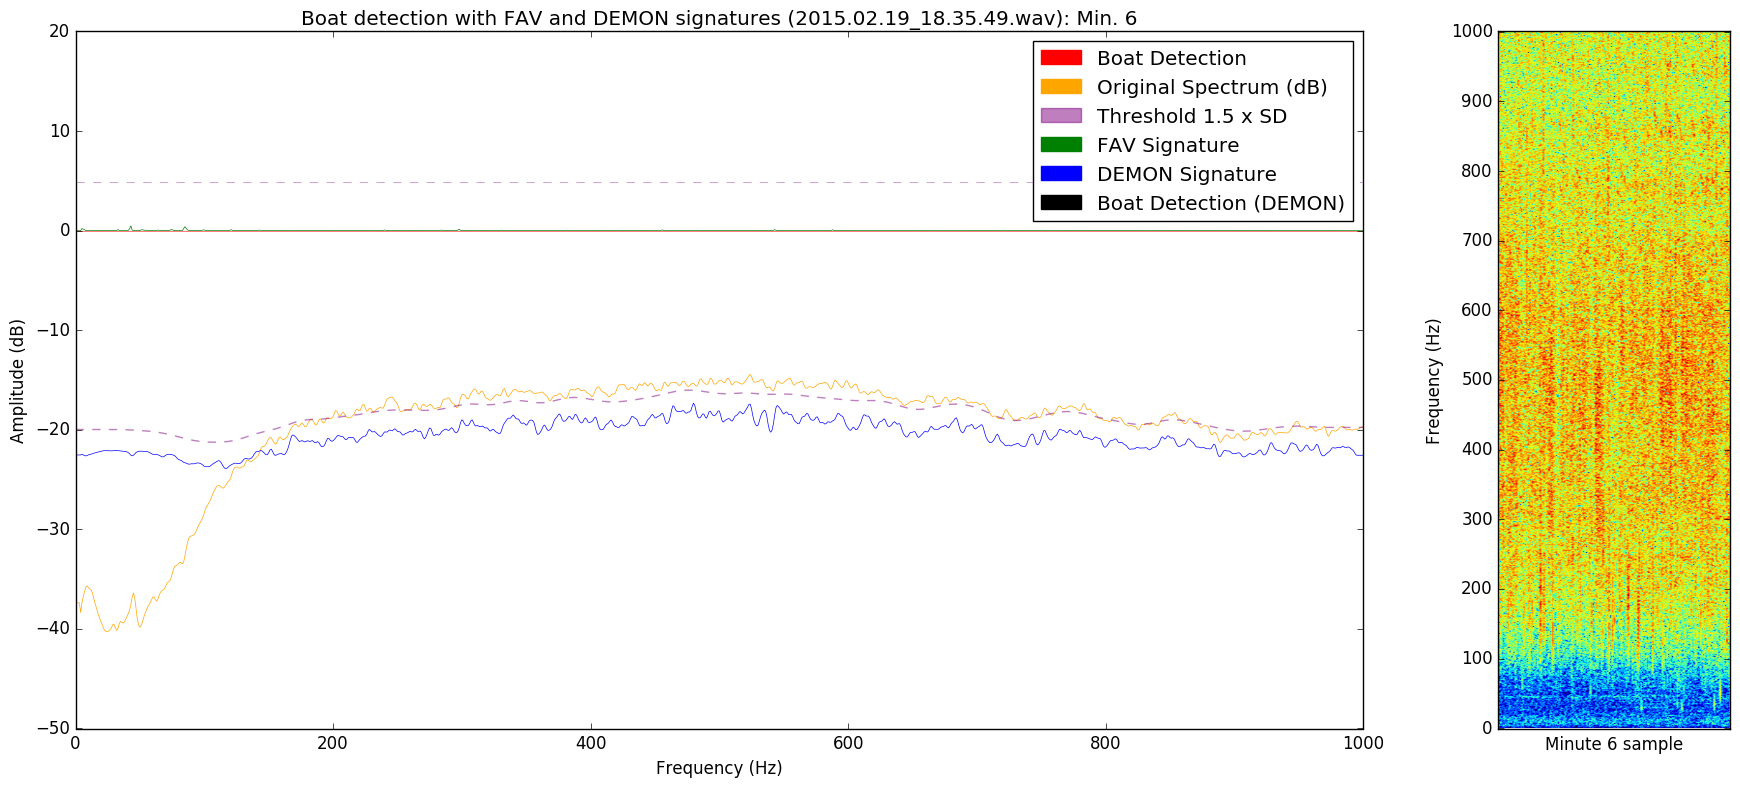 Boat detection with FAV and DEMON signatures (2015.02.19_18.35.49.wav): Min. 6
Boat Detection
Original Spectrum (dB)
Threshold 1.5 x SD
FAV Signature
DEMON Signature
Boat Detection (DEMON)
20
10
0
−10
−20
−30
−40
−50
Amplitude (dB)
0
200
400
600
800
1000
Frequency (Hz)
1000
900
800
700
600
500
400
300
200
100
0
Frequency (Hz)
Minute 6 sample